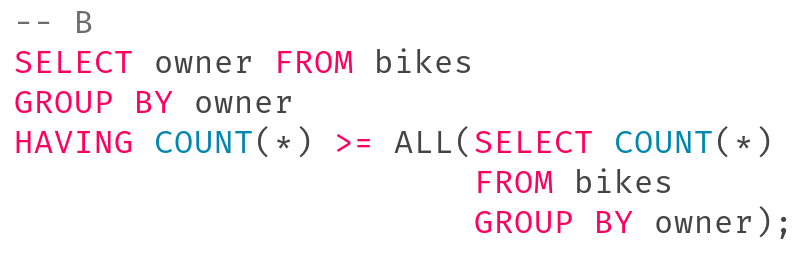 -- B
SELECT owner FROM bikes
GROUP BY owner
HAVING COUNT(*) >= ALL(SELECT COUNT(*)
FROM bikes
GROUP BY owner);